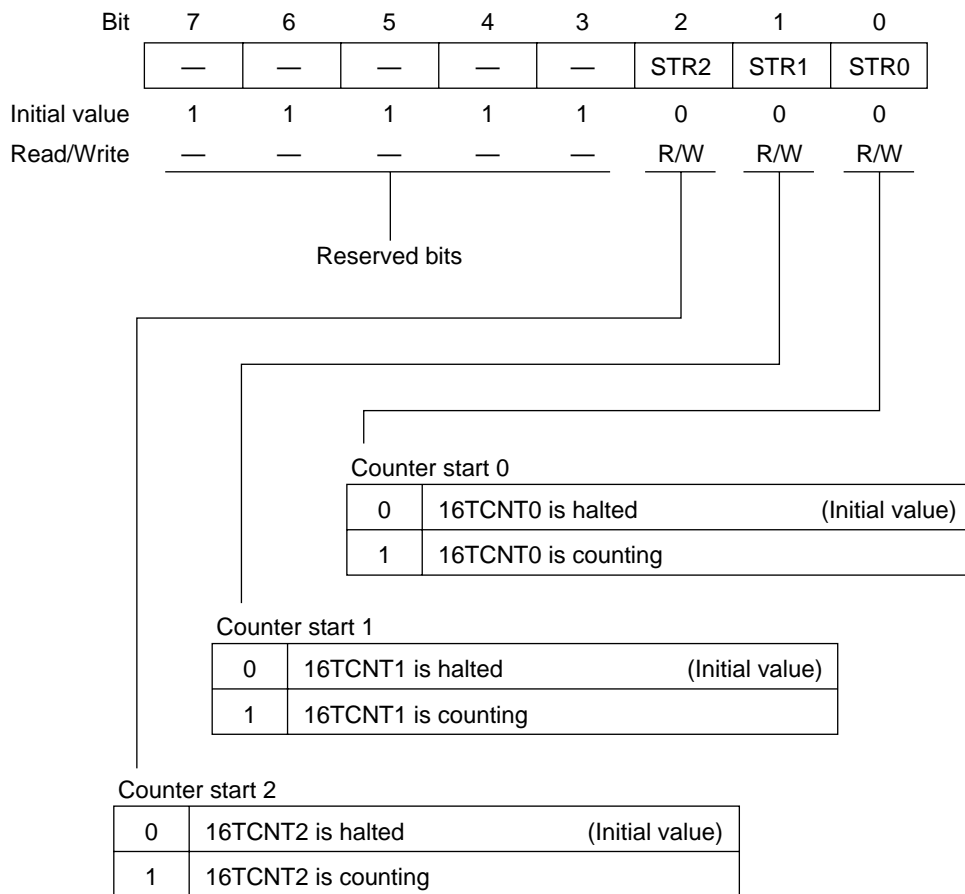 Bit 7 6 5 4 3 2 1 0
— — — — — STR2 STR1 STR0
Initial value 1 1 1 1 1 0 0 0
Read/Write — — — — — R/W R/W R/W
Reserved bits
Counter start 0
0 16TCNT0 is halted (Initial value)
1 16TCNT0 is counting
Counter start 1
0 16TCNT1 is halted (Initial value)
1 16TCNT1 is counting
Counter start 2
0 16TCNT2 is halted (Initial value)
1 16TCNT2 is counting